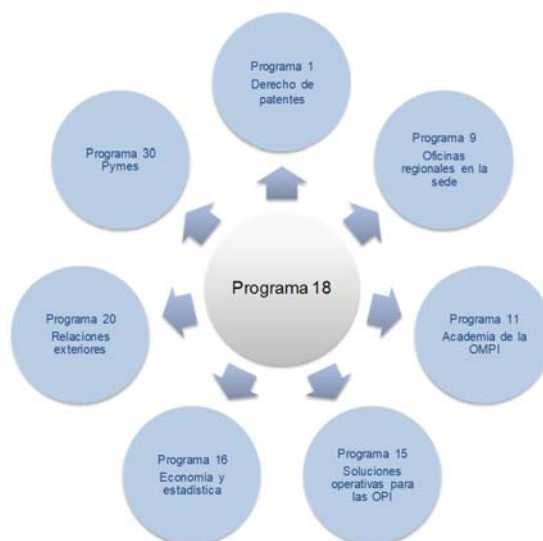 Programa 1
Derecho de
patentes
Programa 30
Pymes
Programa 9
Oficinas
regionales en la
sede
Programa 18
Programa 20
Relaciones
exteriores
Programa 11
Academia de la
OMPI
Programa 16
Economía y
estadística
Programa 15
Soluciones
operativas para
las OPI